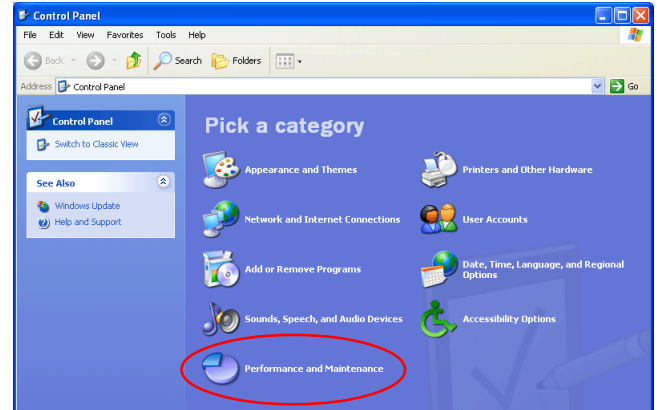 Control Panel
File Edit View Favorites Tools Help
Back Search Folders
Address Control Panel Go
Control Panel
Switch to Classic View
See Also
Windows Update
Help and Support
Pick a category
Appearance and Themes
Printers and Other Hardware
Network and Internet Connections
User Accounts
Add or Remove Programs
Date, Time, Language, and Regional
Options
Sounds, Speech, and Audio Devices
Accessibility Options
Performance and Maintenance